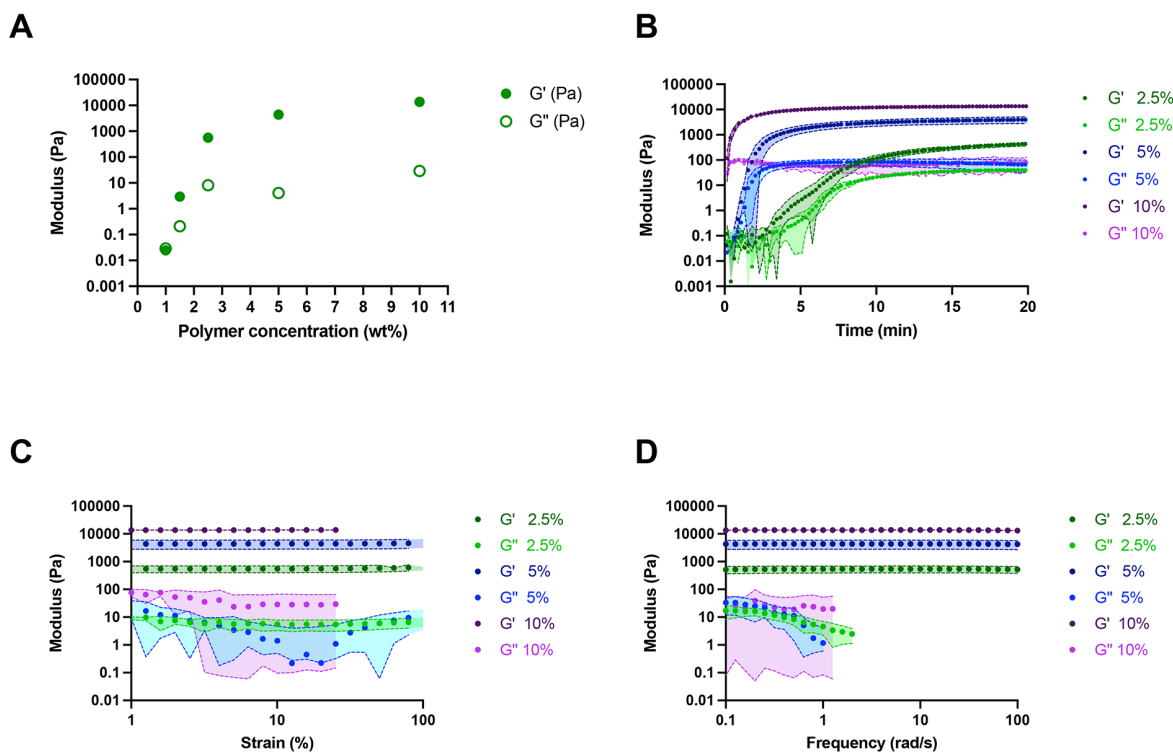 A
100000
10000
1000
100
10
1
0.1
0.01
0.001
0 1 2 3 4 5 6 7 8 9 10 11
Modulus (Pa)
Polymer concentration (wt%)
G' (Pa)
G" (Pa)
B
100000
10000
1000
100
10
1
0.1
0.01
0.001
0 5 10 15 20
Modulus (Pa)
Time (min)
G' 2.5%
G" 2.5%
G' 5%
G" 5%
G' 10%
G" 10%
C
100000
10000
1000
100
10
1
0.1
0.01
1 10 100
Modulus (Pa)
Strain (%)
G' 2.5%
G" 2.5%
G' 5%
G" 5%
G' 10%
G" 10%
D
100000
10000
1000
100
10
1
0.1
0.01
0.1 1 10 100
Modulus (Pa)
Frequency (rad/s)
G' 2.5%
G" 2.5%
G' 5%
G" 5%
G' 10%
G" 10%